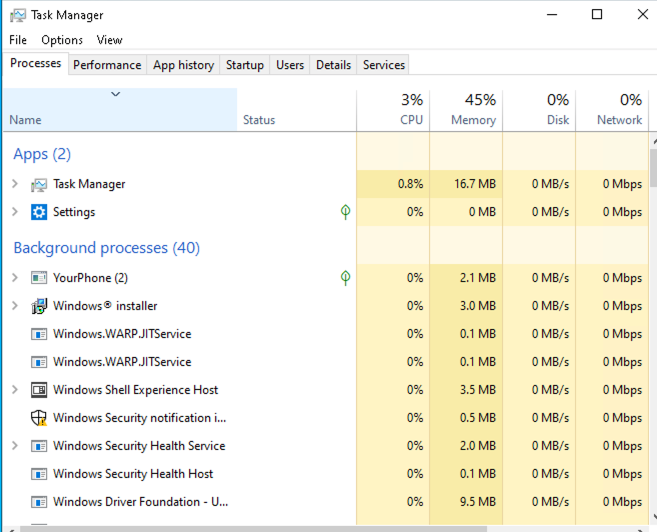 Task Manager
File Options View
Processes Performance App history Startup Users Details Services
3% 45% 0% 0%
Name Status CPU Memory Disk Network
Apps (2)
Task Manager 0.8% 16.7 MB 0 MB/s 0 Mbps
Settings 0% 0 MB 0 MB/s 0 Mbps
Background processes (40)
YourPhone (2) 0% 2.1 MB 0 MB/s 0 Mbps
Windows® installer 0% 3.0 MB 0 MB/s 0 Mbps
Windows.WARP.JITService 0% 0.1 MB 0 MB/s 0 Mbps
Windows.WARP.JITService 0% 0.1 MB 0 MB/s 0 Mbps
Windows Shell Experience Host 0% 3.5 MB 0 MB/s 0 Mbps
Windows Security notification i... 0% 0.5 MB 0 MB/s 0 Mbps
Windows Security Health Service 0% 2.0 MB 0 MB/s 0 Mbps
Windows Security Health Host 0% 0.1 MB 0 MB/s 0 Mbps
Windows Driver Foundation - U... 0% 9.5 MB 0 MB/s 0 Mbps